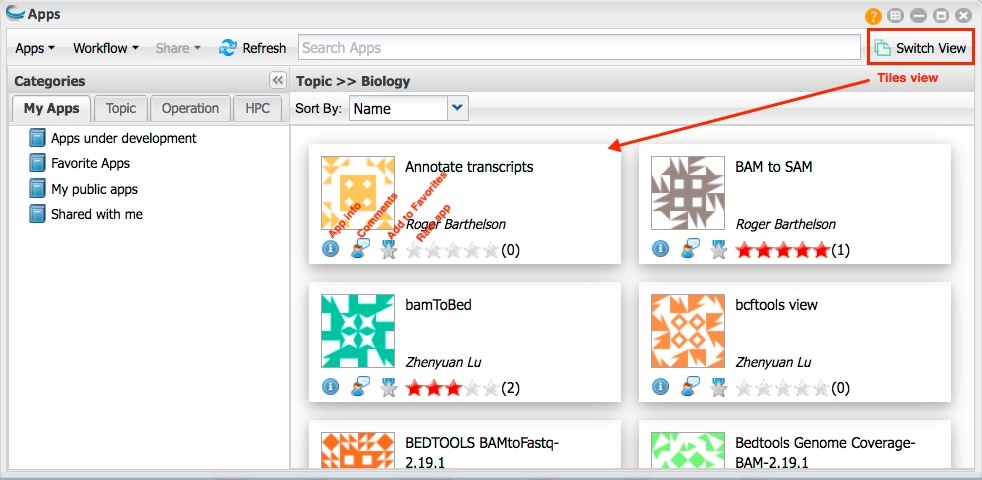 Apps
Apps Workflow Share Refresh Search Apps Switch View
Tiles view
Categories
My Apps Topic Operation HPC
Apps under development
Favorite Apps
My public apps
Shared with me
Topic >> Biology
Sort By: Name
Annotate transcripts
Roger Barthelson
App info
Comments
Add to Favorites
Rate app
(0)
BAM to SAM
Roger Barthelson
(1)
bamToBed
Zhenyuan Lu
(2)
bcftools view
Zhenyuan Lu
(0)
BEDTOOLS BAMtoFastq-
2.19.1
Bedtools Genome Coverage-
BAM-2.19.1